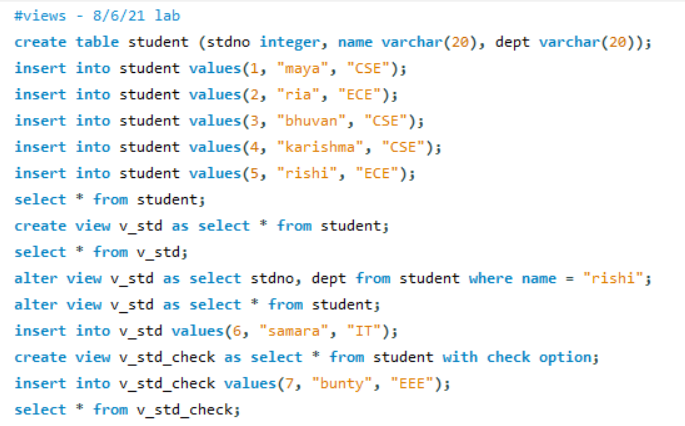 #views - 8/6/21 lab
create table student (stdno integer, name varchar(20), dept varchar(20));
insert into student values(1, "maya", "CSE");
insert into student values(2, "ria", "ECE");
insert into student values(3, "bhuvan", "CSE");
insert into student values(4, "karishma", "CSE");
insert into student values(5, "rishi", "ECE");
select * from student;
create view v_std as select * from student;
select * from v_std;
alter view v_std as select stdno, dept from student where name = "rishi";
alter view v_std as select * from student;
insert into v_std values(6, "samara", "IT");
create view v_std_check as select * from student with check option;
insert into v_std_check values(7, "bunty", "EEE");
select * from v_std_check;